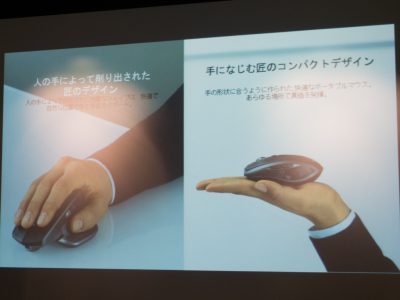 人の手によって削り出された
匠のデザイン
手になじむ匠のコンパクトデザイン
手の形状に合うように作られた快適なポータブルマウス。
あらゆる場所で真価を発揮。